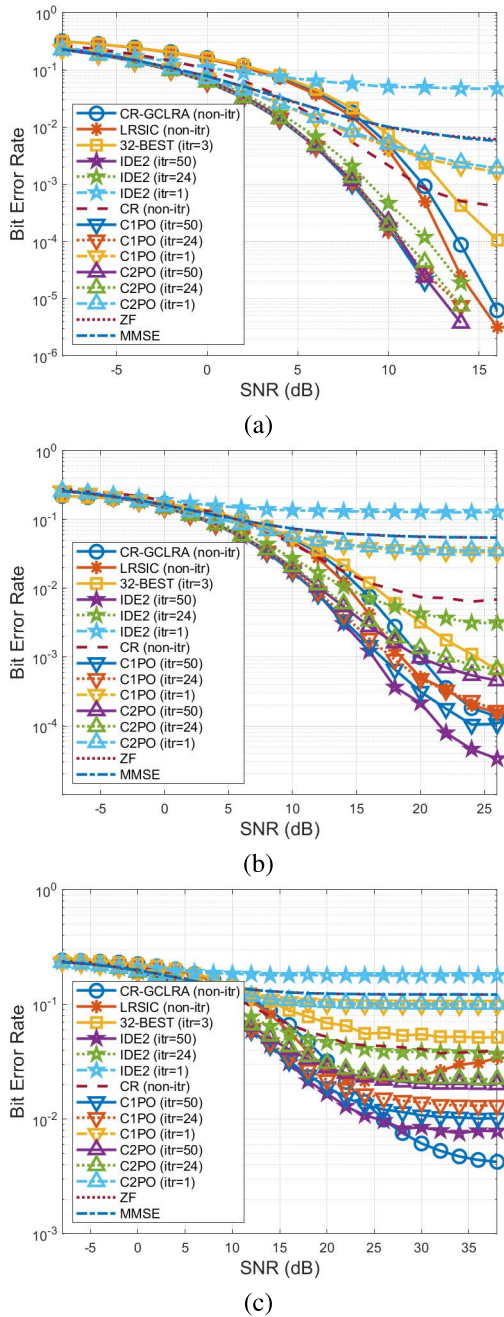 10^0
10^-1
10^-2
10^-3
10^-4
10^-5
10^-6
Bit Error Rate
CR-GCLRA (non-itr)
LRSIC (non-itr)
32-BEST (itr=3)
IDE2 (itr=50)
IDE2 (itr=24)
IDE2 (itr=1)
CR (non-itr)
C1PO (itr=50)
C1PO (itr=24)
C1PO (itr=1)
C2PO (itr=50)
C2PO (itr=24)
C2PO (itr=1)
ZF
MMSE
-5 0 5 10 15
SNR (dB)
(a)
10^0
10^-1
10^-2
10^-3
10^-4
Bit Error Rate
CR-GCLRA (non-itr)
LRSIC (non-itr)
32-BEST (itr=3)
IDE2 (itr=50)
IDE2 (itr=24)
IDE2 (itr=1)
CR (non-itr)
C1PO (itr=50)
C1PO (itr=24)
C1PO (itr=1)
C2PO (itr=50)
C2PO (itr=24)
C2PO (itr=1)
ZF
MMSE
-5 0 5 10 15 20 25
SNR (dB)
(b)
10^0
10^-1
10^-2
10^-3
Bit Error Rate
CR-GCLRA (non-itr)
LRSIC (non-itr)
32-BEST (itr=3)
IDE2 (itr=50)
IDE2 (itr=24)
IDE2 (itr=1)
CR (non-itr)
C1PO (itr=50)
C1PO (itr=24)
C1PO (itr=1)
C2PO (itr=50)
C2PO (itr=24)
C2PO (itr=1)
ZF
MMSE
-5 0 5 10 15 20 25 30 35
SNR (dB)
(c)